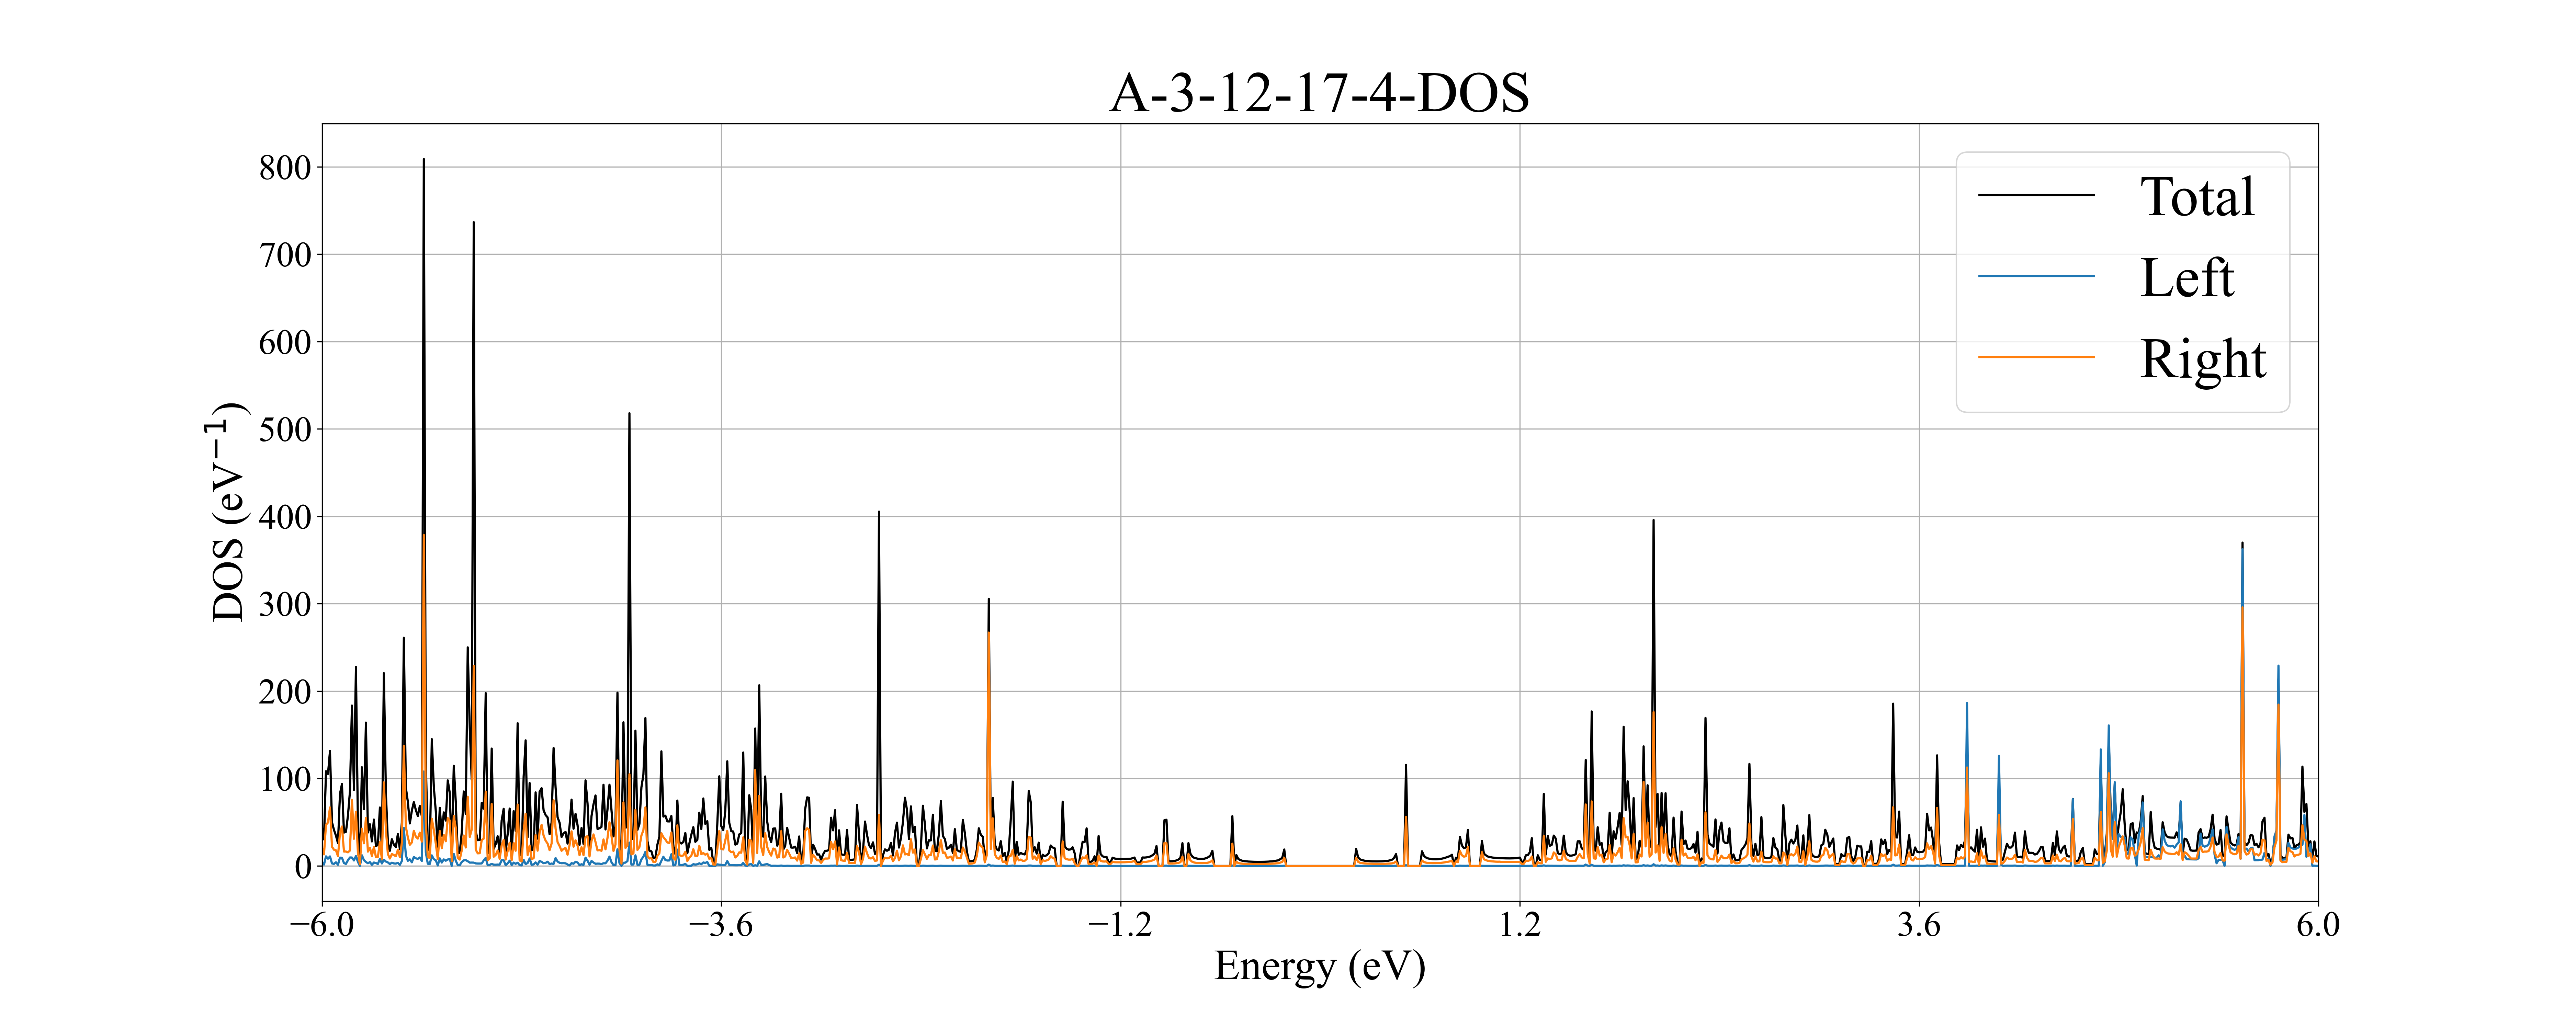 A-3-12-17-4-DOS
800
700
600
500
400
300
200
100
0
DOS (eV⁻¹)
Total
Left
Right
−6.0
−3.6
−1.2
1.2
3.6
6.0
Energy (eV)